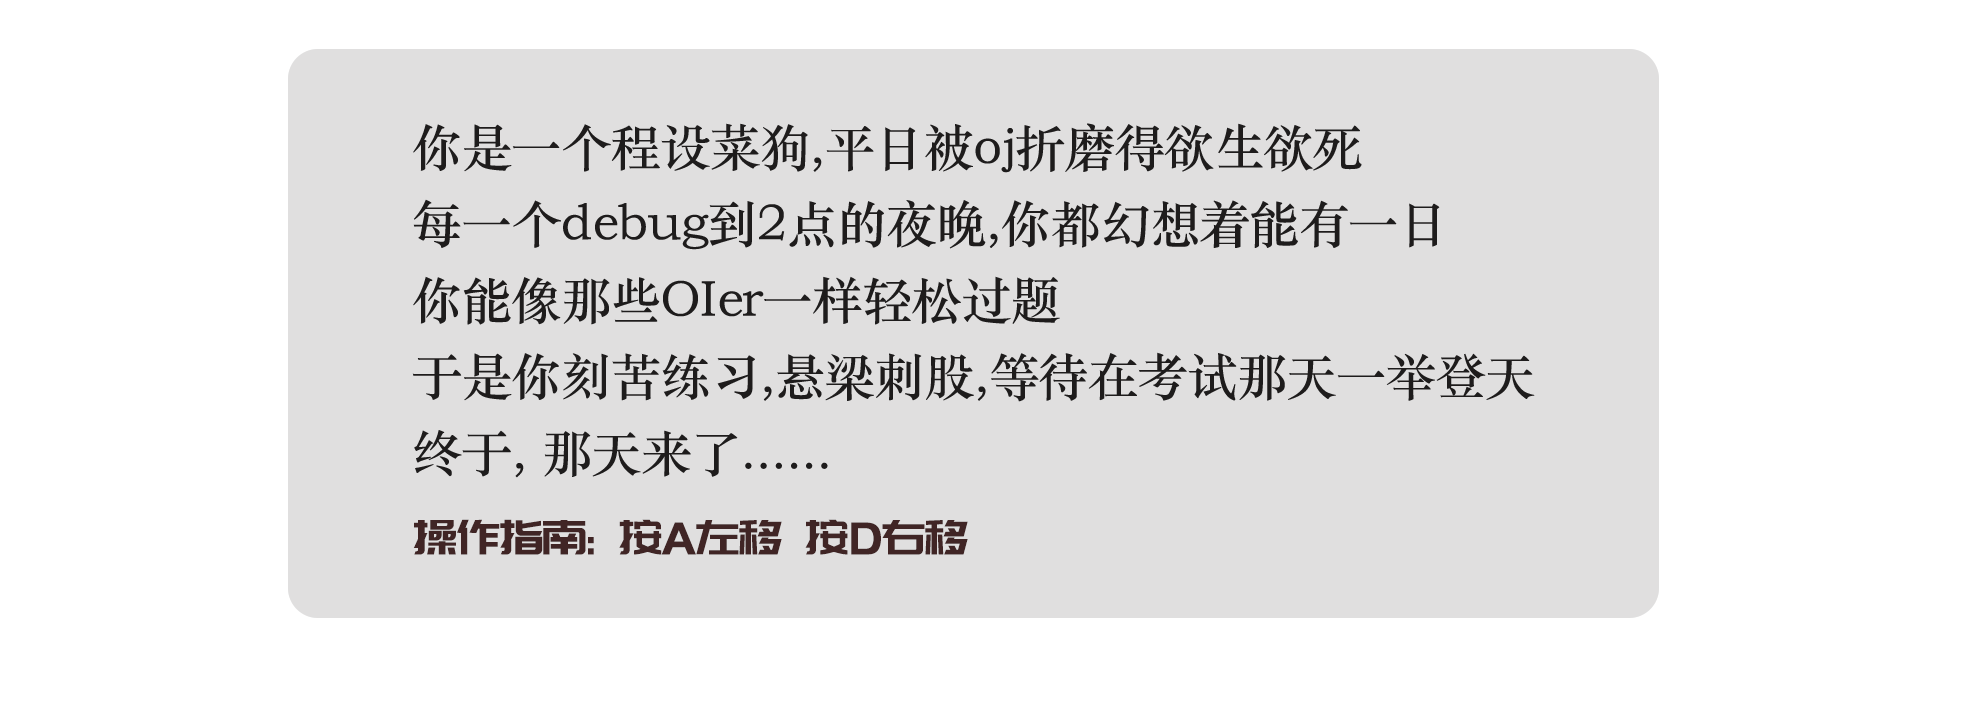 你是一个程设菜狗,平日被oj折磨得欲生欲死
每一个debug到2点的夜晚,你都幻想着能有一日
你能像那些OIer一样轻松过题
于是你刻苦练习,悬梁刺股,等待在考试那天一举登天
终于, 那天来了......
操作指南: 按A左移 按D右移